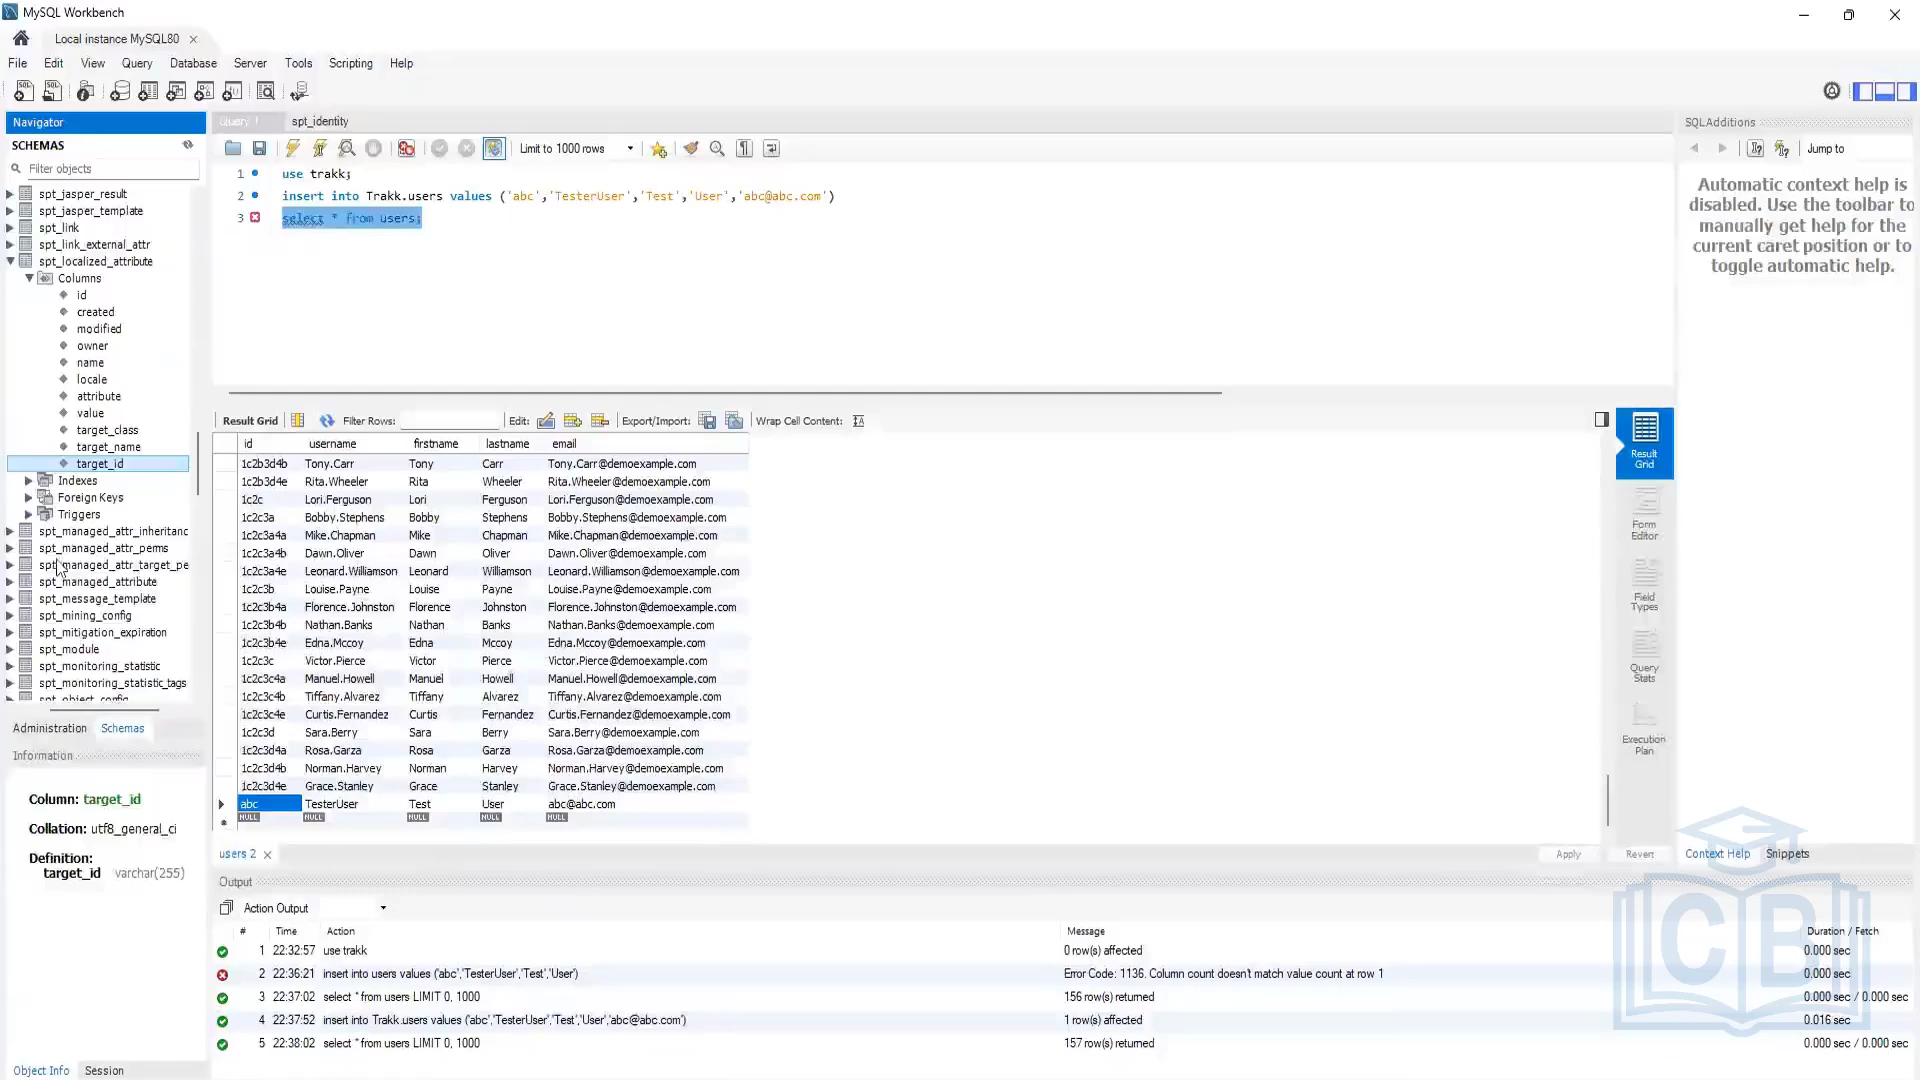 MySQL Workbench
Local instance MySQL80
File Edit View Query Database Server Tools Scripting Help
Navigator
SCHEMAS
Filter objects
spt_jasper_result
spt_jasper_template
spt_link
spt_link_external_attr
spt_localized_attribute
Columns
id
created
modified
owner
name
locale
attribute
value
target_class
target_name
target_id
Indexes
Foreign Keys
Triggers
spt_managed_attr_inheritanc
spt_managed_attr_perms
spt_managed_attr_target_pe
spt_managed_attribute
spt_message_template
spt_mining_config
spt_mitigation_expiration
spt_module
spt_monitoring_statistic
spt_monitoring_statistic_tags
spt_object_config
Administration Schemas
Information
Column: target_id
Collation: utf8_general_ci
Definition:
target_id varchar(255)
Object Info Session
Query 1 spt_identity
Limit to 1000 rows
1 use trakk;
2 insert into Trakk.users values ('abc','TesterUser','Test','User','abc@abc.com')
3 select * from users;
Result Grid Filter Rows: Edit: Export/Import: Wrap Cell Content:
id username firstname lastname email
1c2b3d4b Tony.Carr Tony Carr Tony.Carr@demoexample.com
1c2b3d4e Rita.Wheeler Rita Wheeler Rita.Wheeler@demoexample.com
1c2c Lori.Ferguson Lori Ferguson Lori.Ferguson@demoexample.com
1c2c3a Bobby.Stephens Bobby Stephens Bobby.Stephens@demoexample.com
1c2c3a4a Mike.Chapman Mike Chapman Mike.Chapman@demoexample.com
1c2c3a4b Dawn.Oliver Dawn Oliver Dawn.Oliver@demoexample.com
1c2c3a4e Leonard.Williamson Leonard Williamson Leonard.Williamson@demoexample.com
1c2c3b Louise.Payne Louise Payne Louise.Payne@demoexample.com
1c2c3b4a Florence.Johnston Florence Johnston Florence.Johnston@demoexample.com
1c2c3b4b Nathan.Banks Nathan Banks Nathan.Banks@demoexample.com
1c2c3b4e Edna.Mccoy Edna Mccoy Edna.Mccoy@demoexample.com
1c2c3c Victor.Pierce Victor Pierce Victor.Pierce@demoexample.com
1c2c3c4a Manuel.Howell Manuel Howell Manuel.Howell@demoexample.com
1c2c3c4b Tiffany.Alvarez Tiffany Alvarez Tiffany.Alvarez@demoexample.com
1c2c3c4e Curtis.Fernandez Curtis Fernandez Curtis.Fernandez@demoexample.com
1c2c3d Sara.Berry Sara Berry Sara.Berry@demoexample.com
1c2c3d4a Rosa.Garza Rosa Garza Rosa.Garza@demoexample.com
1c2c3d4b Norman.Harvey Norman Harvey Norman.Harvey@demoexample.com
1c2c3d4e Grace.Stanley Grace Stanley Grace.Stanley@demoexample.com
abc TesterUser Test User abc@abc.com
NULL NULL NULL NULL NULL
Result Grid
Form Editor
Field Types
Query Stats
Execution Plan
users 2
Apply Revert
Output
Action Output
# Time Action Message Duration / Fetch
1 22:32:57 use trakk 0 row(s) affected 0.000 sec
2 22:36:21 insert into users values ('abc','TesterUser','Test','User') Error Code: 1136. Column count doesn't match value count at row 1 0.000 sec
3 22:37:02 select * from users LIMIT 0, 1000 156 row(s) returned 0.000 sec / 0.000 sec
4 22:37:52 insert into Trakk.users values ('abc','TesterUser','Test','User','abc@abc.com') 1 row(s) affected 0.016 sec
5 22:38:02 select * from users LIMIT 0, 1000 157 row(s) returned 0.000 sec / 0.000 sec
SQLAdditions
Jump to
Automatic context help is
disabled. Use the toolbar to
manually get help for the
current caret position or to
toggle automatic help.
Context Help Snippets
CB